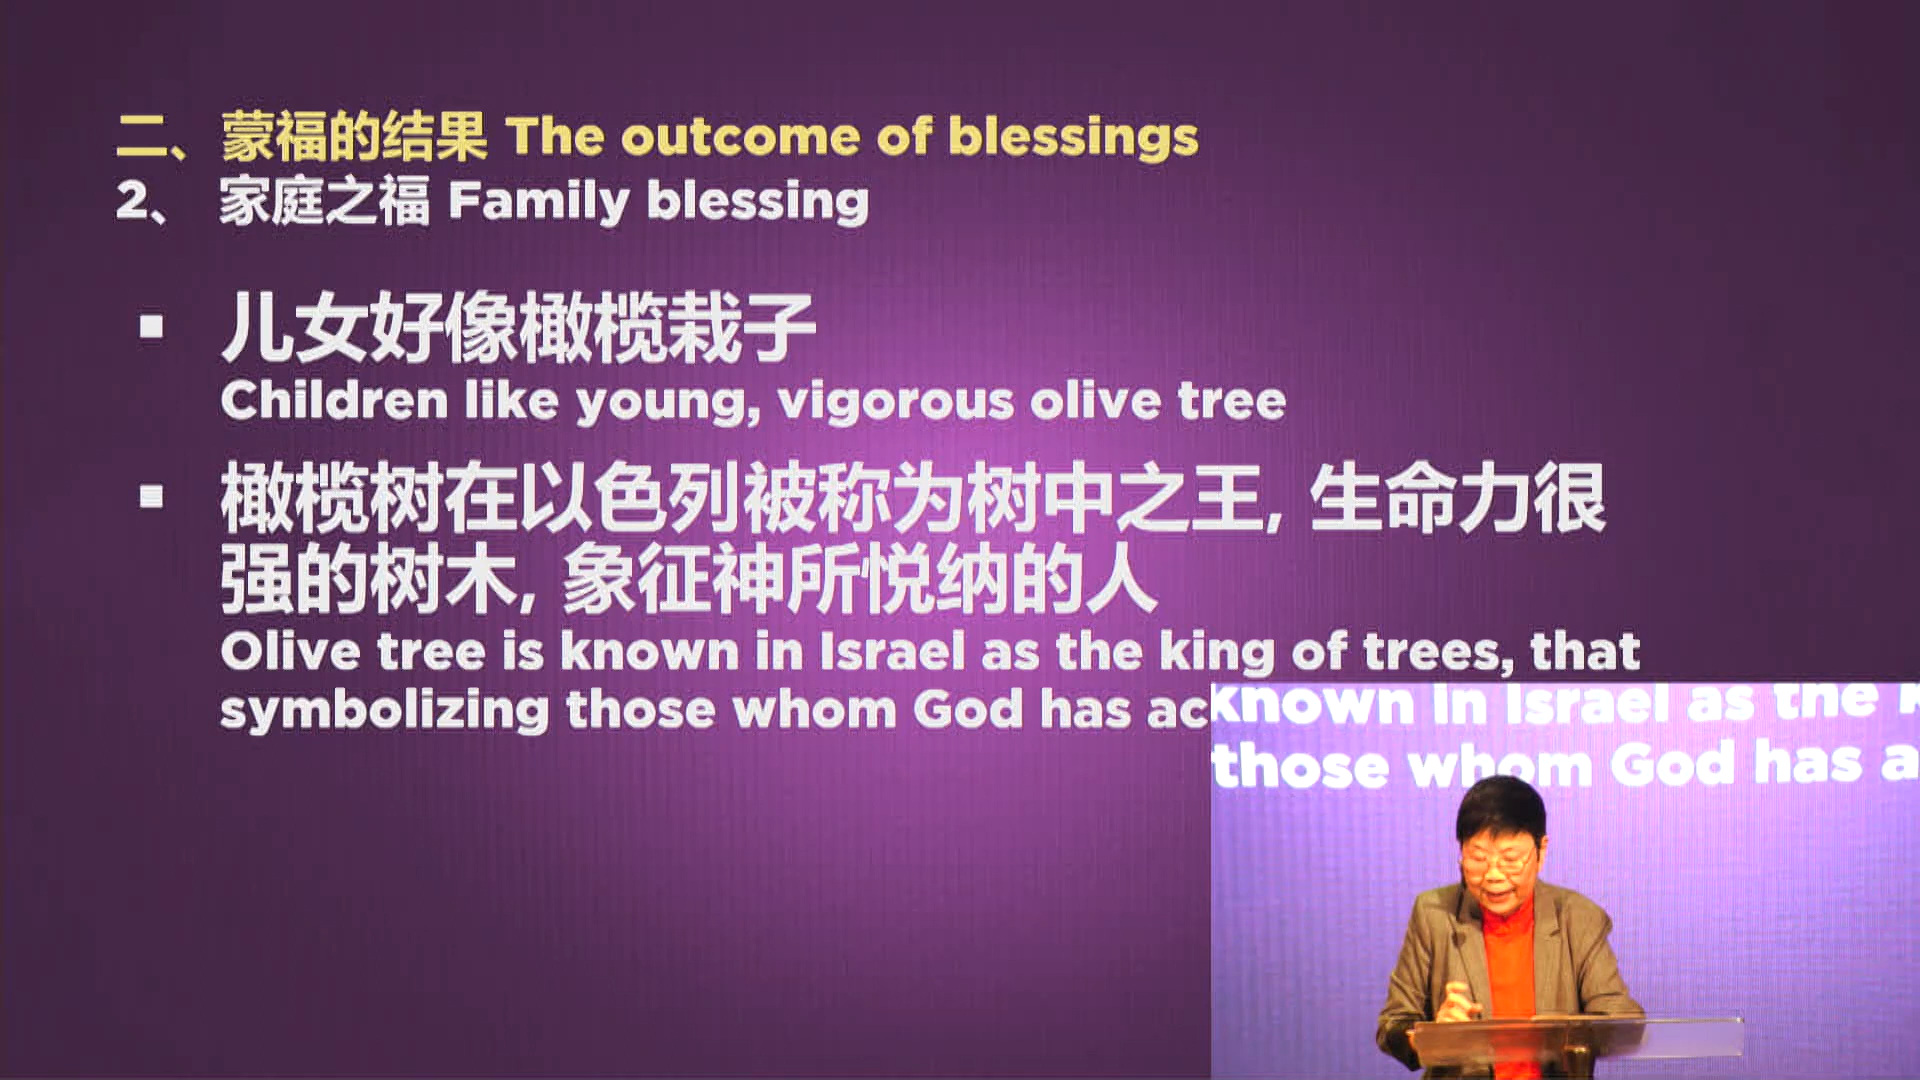 二、蒙福的结果 The outcome of blessings
2、 家庭之福 Family blessing
▪ 儿女好像橄榄栽子
Children like young, vigorous olive tree
▪ 橄榄树在以色列被称为树中之王, 生命力很
强的树木, 象征神所悦纳的人
Olive tree is known in Israel as the king of trees, that
symbolizing those whom God has ac
known in Israel as the
those whom God has a